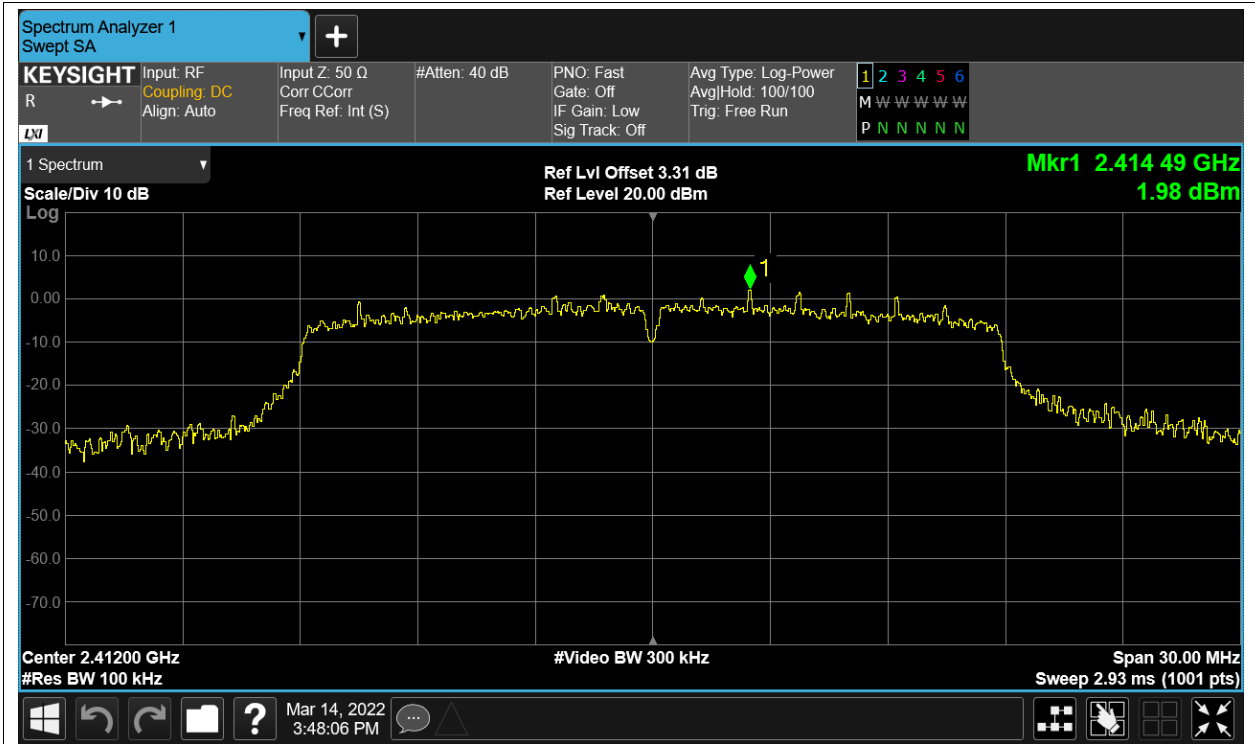 Spectrum Analyzer 1
Swept SA
+
KEYSIGHT
R
LXI
Input: RF
Coupling: DC
Align: Auto
Input Z: 50 Ω
Corr CCorr
Freq Ref: Int (S)
#Atten: 40 dB
PNO: Fast
Gate: Off
IF Gain: Low
Sig Track: Off
Avg Type: Log-Power
Avg|Hold: 100/100
Trig: Free Run
1 2 3 4 5 6
M W W W W W
P N N N N N
1 Spectrum
Scale/Div 10 dB
Log
Ref Lvl Offset 3.31 dB
Ref Level 20.00 dBm
Mkr1 2.414 49 GHz
1.98 dBm
10.0
0.00
-10.0
-20.0
-30.0
-40.0
-50.0
-60.0
-70.0
1
Center 2.41200 GHz
#Res BW 100 kHz
#Video BW 300 kHz
Span 30.00 MHz
Sweep 2.93 ms (1001 pts)
?
Mar 14, 2022
3:48:06 PM